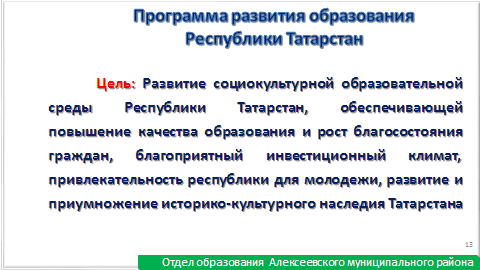 Программа развития образования
Республики Татарстан
Цель: Развитие социокультурной образовательной
среды Республики Татарстан, обеспечивающей
повышение качества образования и рост благосостояния
граждан, благоприятный инвестиционный климат,
привлекательность республики для молодежи, развитие и
приумножение историко-культурного наследия Татарстана
13
Отдел образования Алексеевского муниципального района